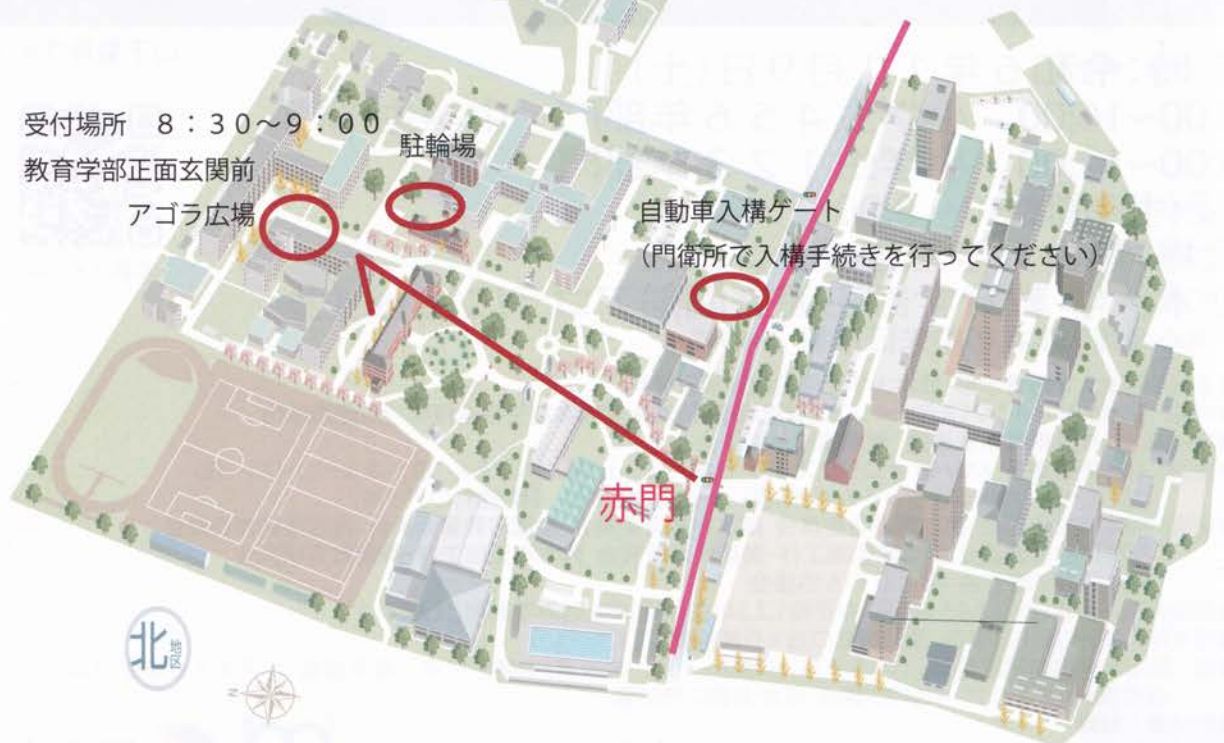 受付場所　８：３０～９：００
教育学部正面玄関前
アゴラ広場
駐輪場
自動車入構ゲート
（門衛所で入構手続きを行ってください）
赤門
北地区
N